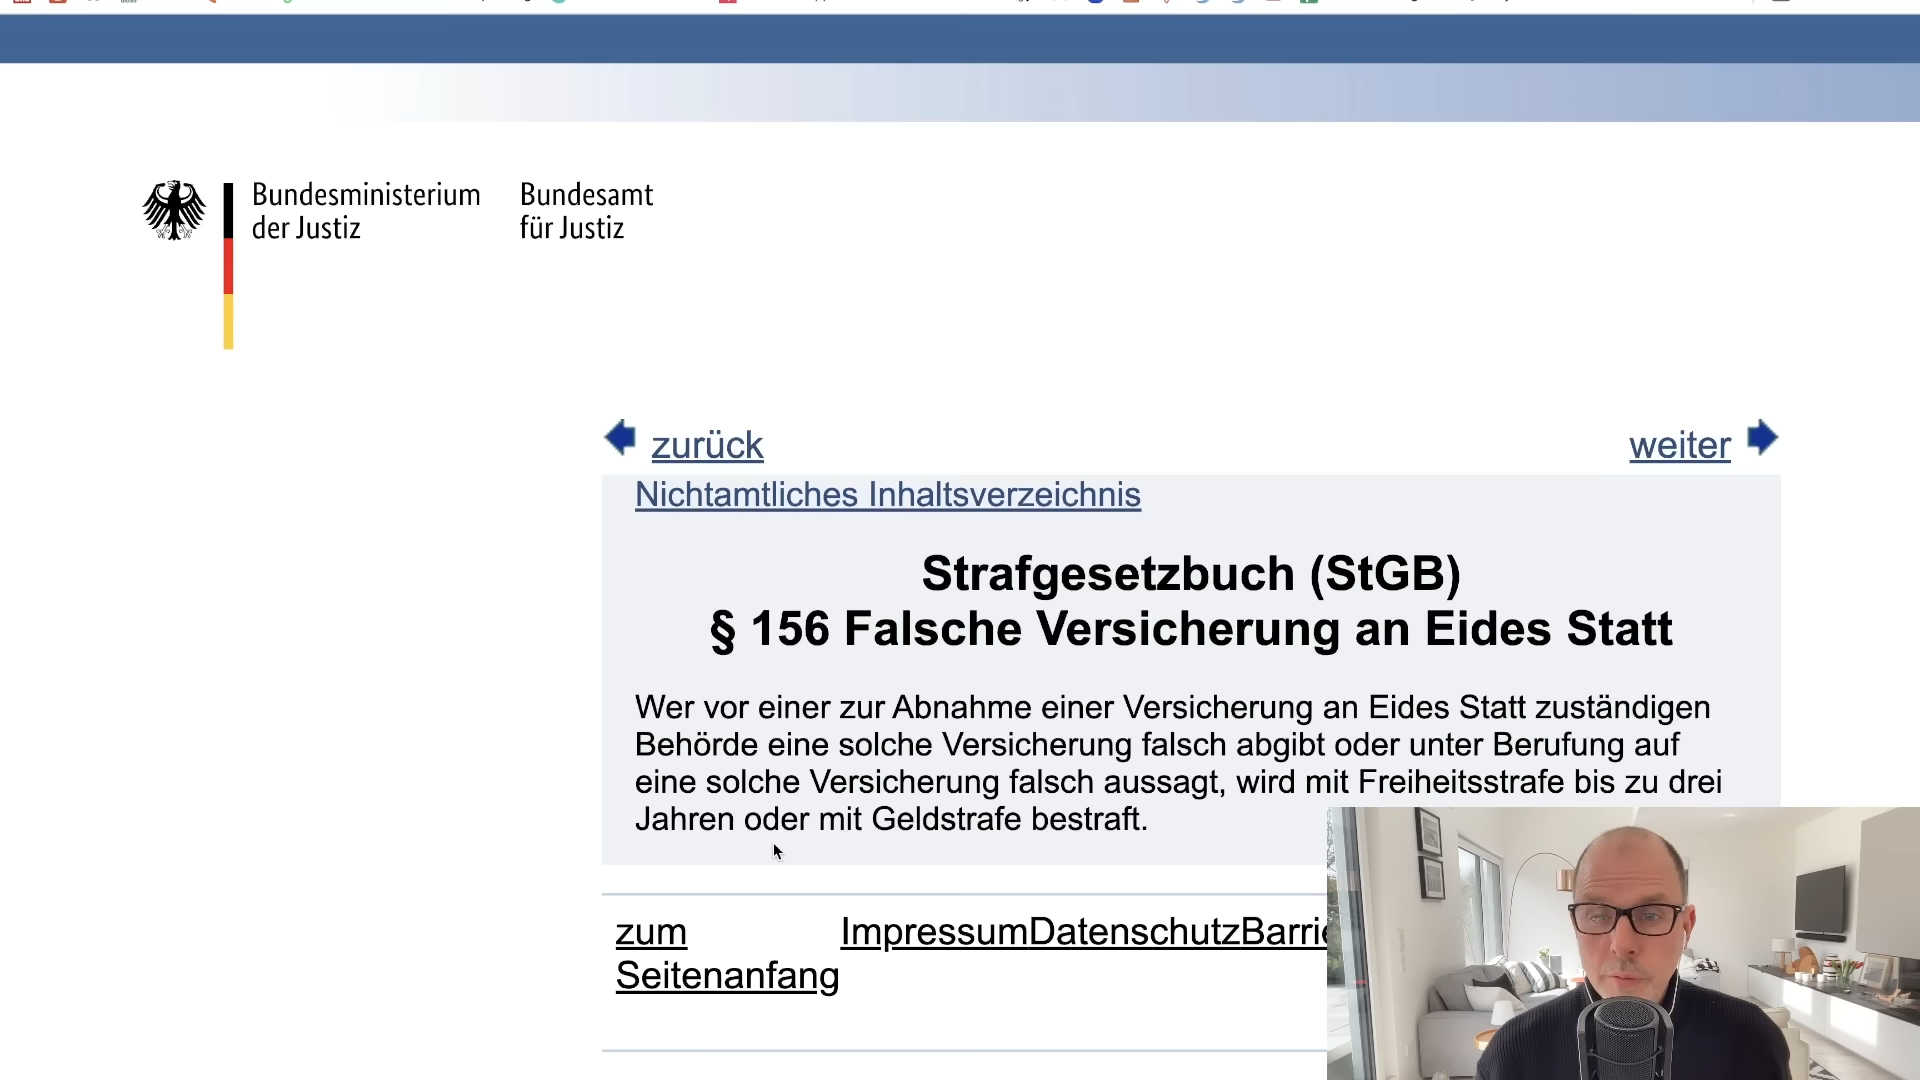 Bundesministerium
der Justiz
Bundesamt
für Justiz
zurück
weiter
Nichtamtliches Inhaltsverzeichnis
Strafgesetzbuch (StGB)
§ 156 Falsche Versicherung an Eides Statt
Wer vor einer zur Abnahme einer Versicherung an Eides Statt zuständigen
Behörde eine solche Versicherung falsch abgibt oder unter Berufung auf
eine solche Versicherung falsch aussagt, wird mit Freiheitsstrafe bis zu drei
Jahren oder mit Geldstrafe bestraft.
zum
Seitenanfang
ImpressumDatenschutz